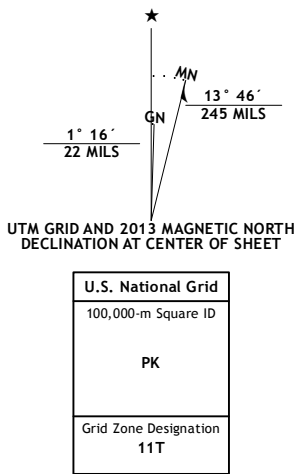 ★
MN
GN
13° 46´
245 MILS
1° 16´
22 MILS
UTM GRID AND 2013 MAGNETIC NORTH
DECLINATION AT CENTER OF SHEET
U.S. National Grid
100,000-m Square ID
PK
Grid Zone Designation
11T